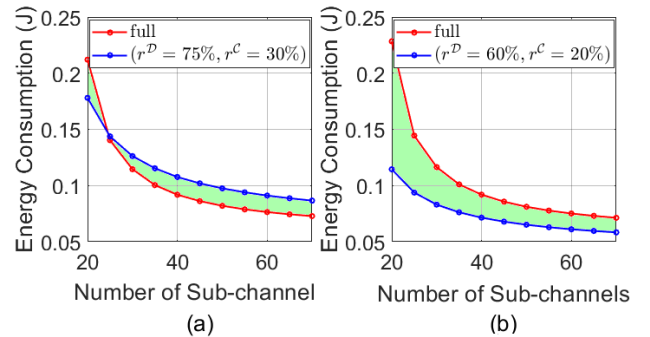 Energy Consumption (J)
0.25
0.2
0.15
0.1
0.05
full
(r^𝒟 = 75%, r^𝒞 = 30%)
20
40
60
Number of Sub-channel
(a)
Energy Consumption (J)
0.25
0.2
0.15
0.1
0.05
full
(r^𝒟 = 60%, r^𝒞 = 20%)
20
40
60
Number of Sub-channels
(b)